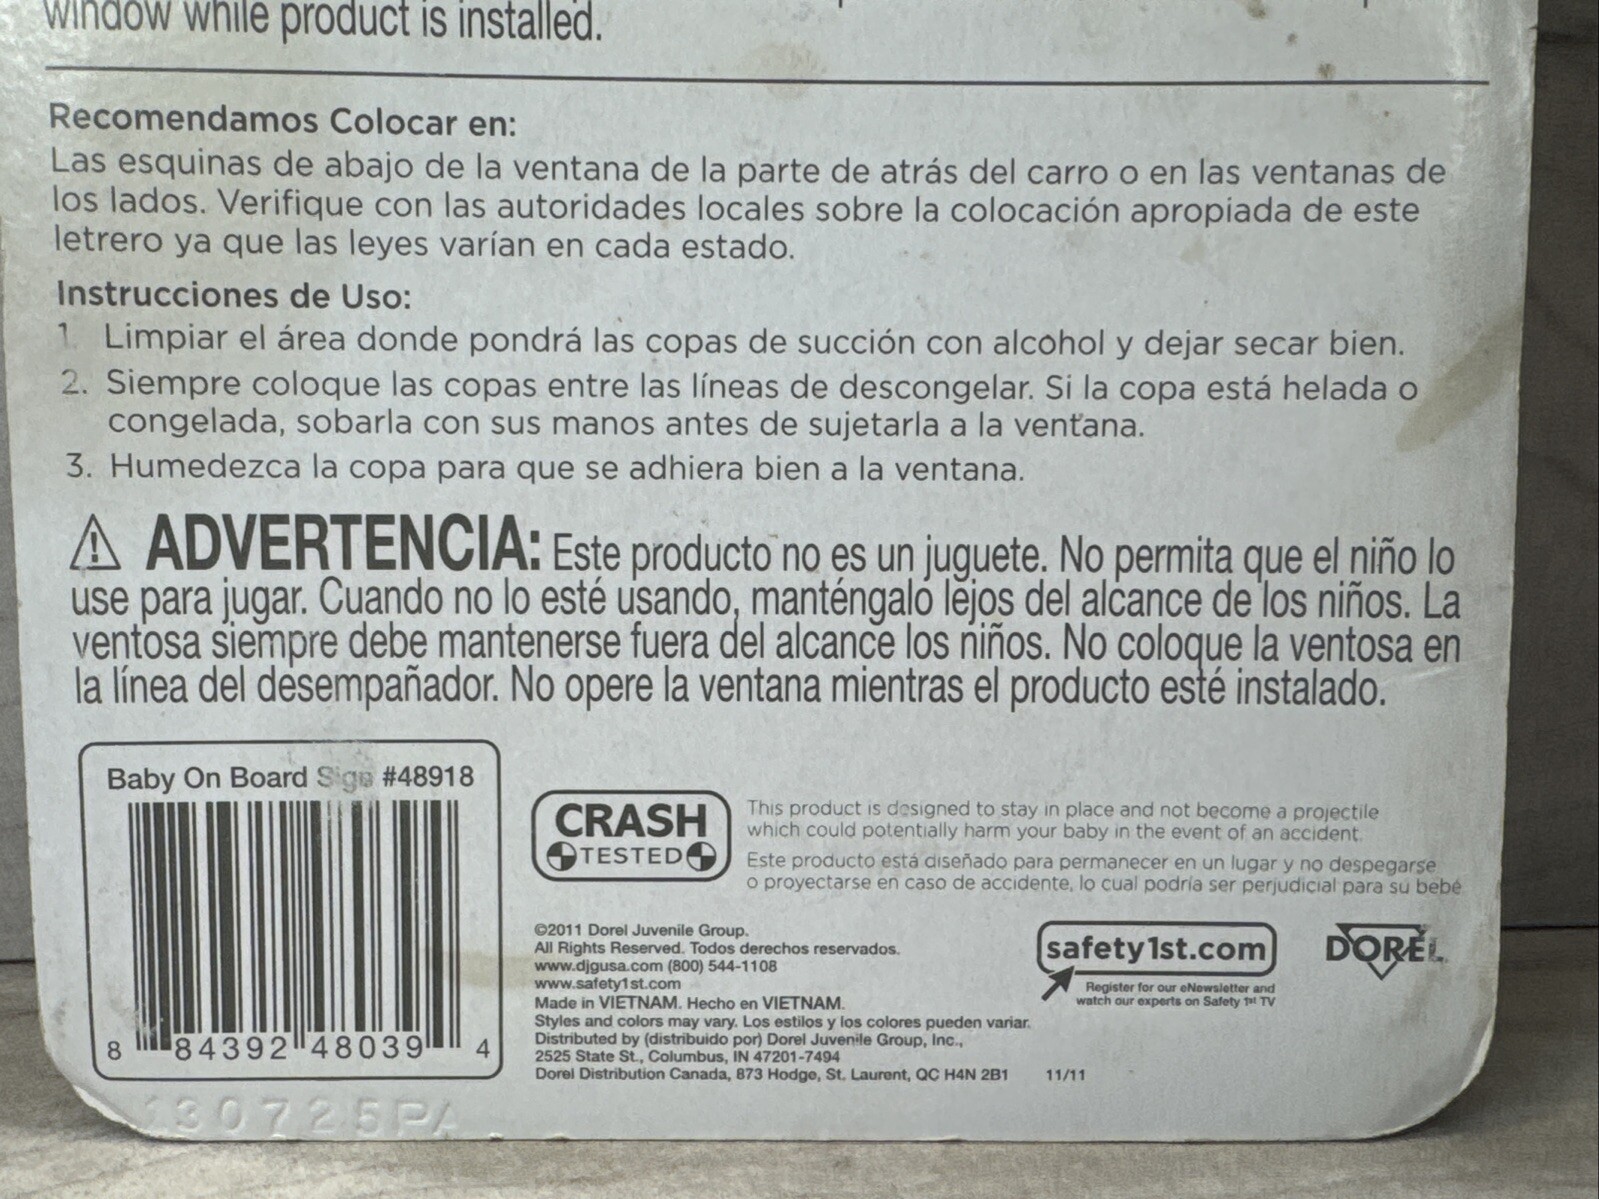 window while product is installed.
Recomendamos Colocar en:
Las esquinas de abajo de la ventana de la parte de atrás del carro o en las ventanas de
los lados. Verifique con las autoridades locales sobre la colocación apropiada de este
letrero ya que las leyes varían en cada estado.
Instrucciones de Uso:
1. Limpiar el área donde pondrá las copas de succión con alcohol y dejar secar bien.
2. Siempre coloque las copas entre las líneas de descongelar. Si la copa está helada o
congelada, sobarla con sus manos antes de sujetarla a la ventana.
3. Humedezca la copa para que se adhiera bien a la ventana.
⚠ ADVERTENCIA: Este producto no es un juguete. No permita que el niño lo
use para jugar. Cuando no lo esté usando, manténgalo lejos del alcance de los niños. La
ventosa siempre debe mantenerse fuera del alcance los niños. No coloque la ventosa en
la línea del desempañador. No opere la ventana mientras el producto esté instalado.
Baby On Board Sign #48918
8 84392 48039 4
CRASH
TESTED
This product is designed to stay in place and not become a projectile
which could potentially harm your baby in the event of an accident.
Este producto está diseñado para permanecer en un lugar y no despegarse
o proyectarse en caso de accidente, lo cual podría ser perjudicial para su bebé
©2011 Dorel Juvenile Group.
All Rights Reserved. Todos derechos reservados.
www.djgusa.com (800) 544-1108
www.safety1st.com
Made in VIETNAM. Hecho en VIETNAM.
Styles and colors may vary. Los estilos y los colores pueden variar.
Distributed by (distribuido por) Dorel Juvenile Group, Inc.,
2525 State St., Columbus, IN 47201-7494
Dorel Distribution Canada, 873 Hodge, St. Laurent, QC H4N 2B1 11/11
safety1st.com
Register for our eNewsletter and
watch our experts on Safety 1st TV
DOREL
130725PA